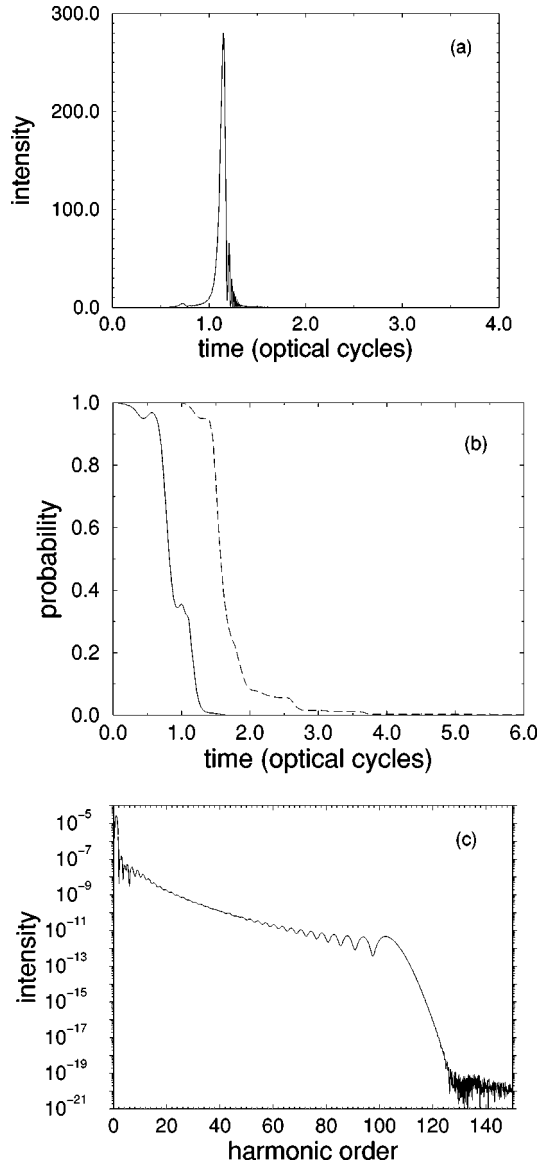 300.0
(a)
200.0
intensity
100.0
0.0
0.0 1.0 2.0 3.0 4.0
time (optical cycles)
1.0
(b)
0.8
0.6
probability
0.4
0.2
0.0
0.0 1.0 2.0 3.0 4.0 5.0 6.0
time (optical cycles)
10^-5
(c)
10^-7
10^-9
10^-11
intensity
10^-13
10^-15
10^-17
10^-19
10^-21
0 20 40 60 80 100 120 140
harmonic order